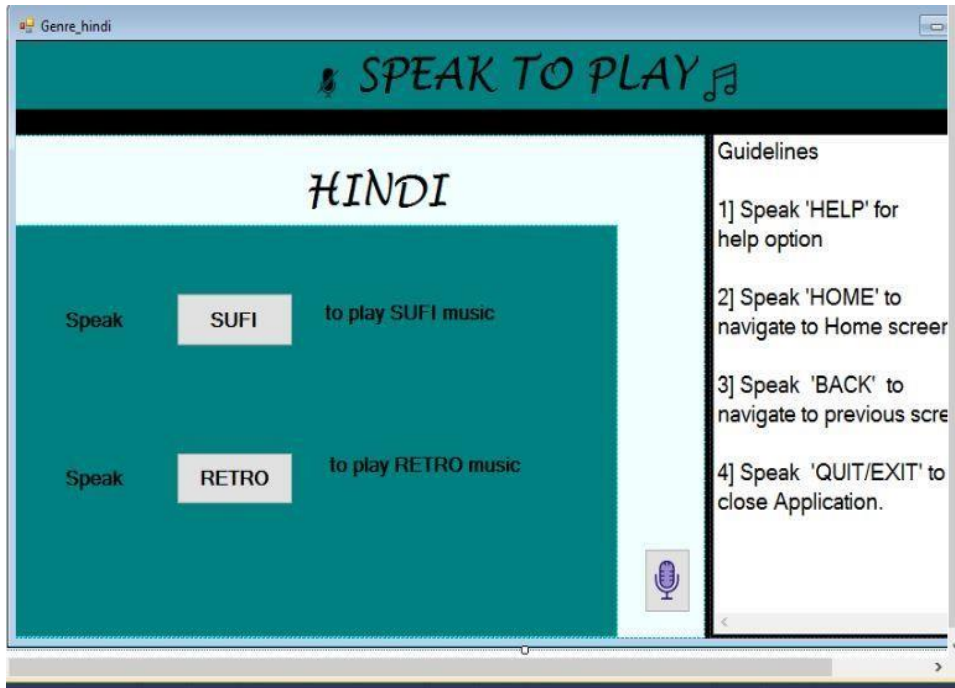 Genre_hindi
SPEAK TO PLAY
HINDI
Speak SUFI to play SUFI music
Speak RETRO to play RETRO music
Guidelines
1] Speak 'HELP' for
help option
2] Speak 'HOME' to
navigate to Home screen
3] Speak 'BACK' to
navigate to previous scre
4] Speak 'QUIT/EXIT' to
close Application.